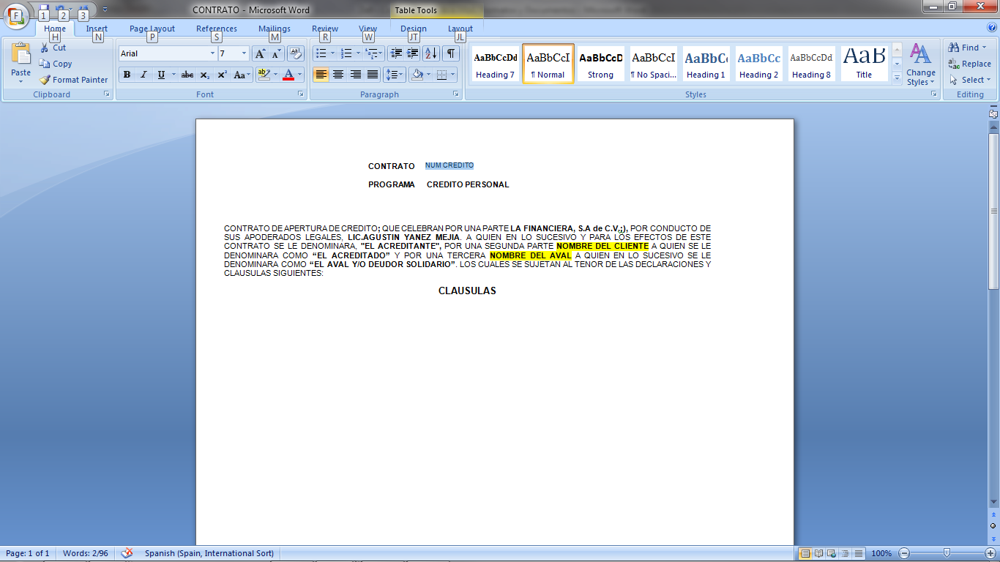 CONTRATO - Microsoft Word
Table Tools
F
1 2 3
Home Insert Page Layout References Mailings Review View Design Layout
H N P S M R W JT JL
Paste
Cut
Copy
Format Painter
Clipboard
Arial 7
B I U abc x₂ x² Aa ab A
Font
Paragraph
AaBbCcDd AaBbCcI AaBbCcD AaBbCcI AaBbC AaBbCc AaBbCcDd AaB
Heading 7 ¶ Normal Strong ¶ No Spaci... Heading 1 Heading 2 Heading 8 Title
Change Styles
Styles
Find
Replace
Select
Editing
CONTRATO NUM CREDITO
PROGRAMA CREDITO PERSONAL
CONTRATO DE APERTURA DE CREDITO; QUE CELEBRAN POR UNA PARTE LA FINANCIERA, S.A de C.V.;), POR CONDUCTO DE
SUS APODERADOS LEGALES, LIC.AGUSTIN YANEZ MEJIA. A QUIEN EN LO SUCESIVO Y PARA LOS EFECTOS DE ESTE
CONTRATO SE LE DENOMINARA, "EL ACREDITANTE", POR UNA SEGUNDA PARTE NOMBRE DEL CLIENTE A QUIEN SE LE
DENOMINARA COMO “EL ACREDITADO” Y POR UNA TERCERA NOMBRE DEL AVAL A QUIEN EN LO SUCESIVO SE LE
DENOMINARA COMO “EL AVAL Y/O DEUDOR SOLIDARIO”. LOS CUALES SE SUJETAN AL TENOR DE LAS DECLARACIONES Y
CLAUSULAS SIGUIENTES:
CLAUSULAS
Page: 1 of 1 Words: 2/96 Spanish (Spain, International Sort) 100%